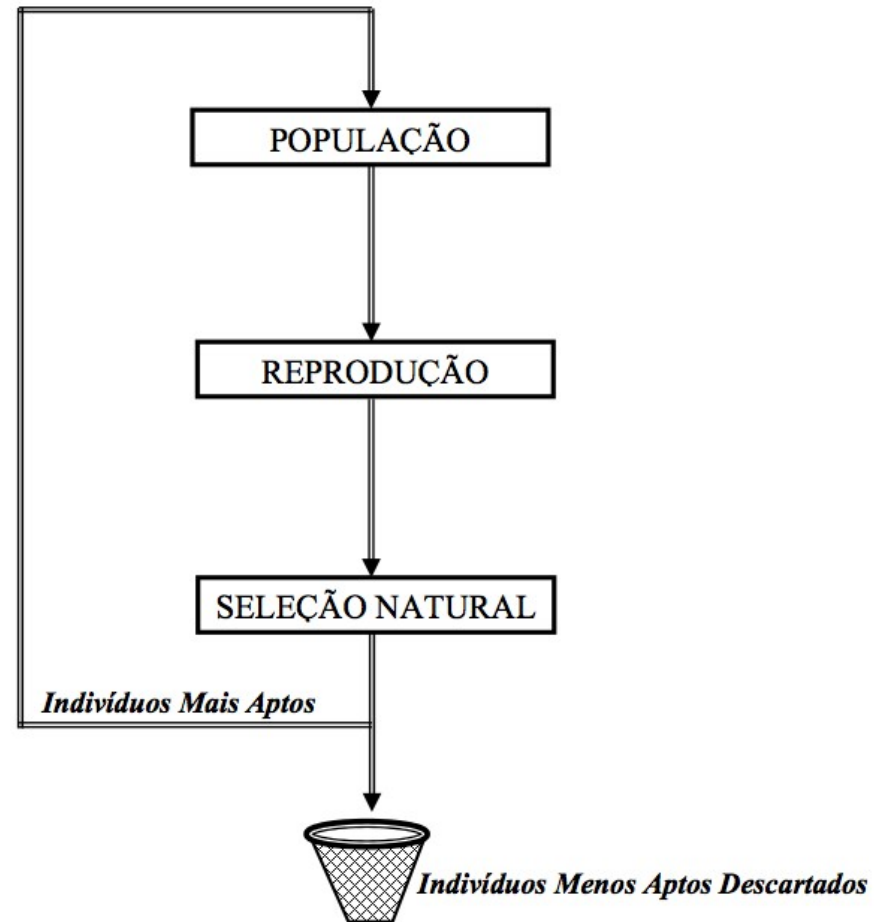 POPULAÇÃO
REPRODUÇÃO
SELEÇÃO NATURAL
Indivíduos Mais Aptos
Indivíduos Menos Aptos Descartados